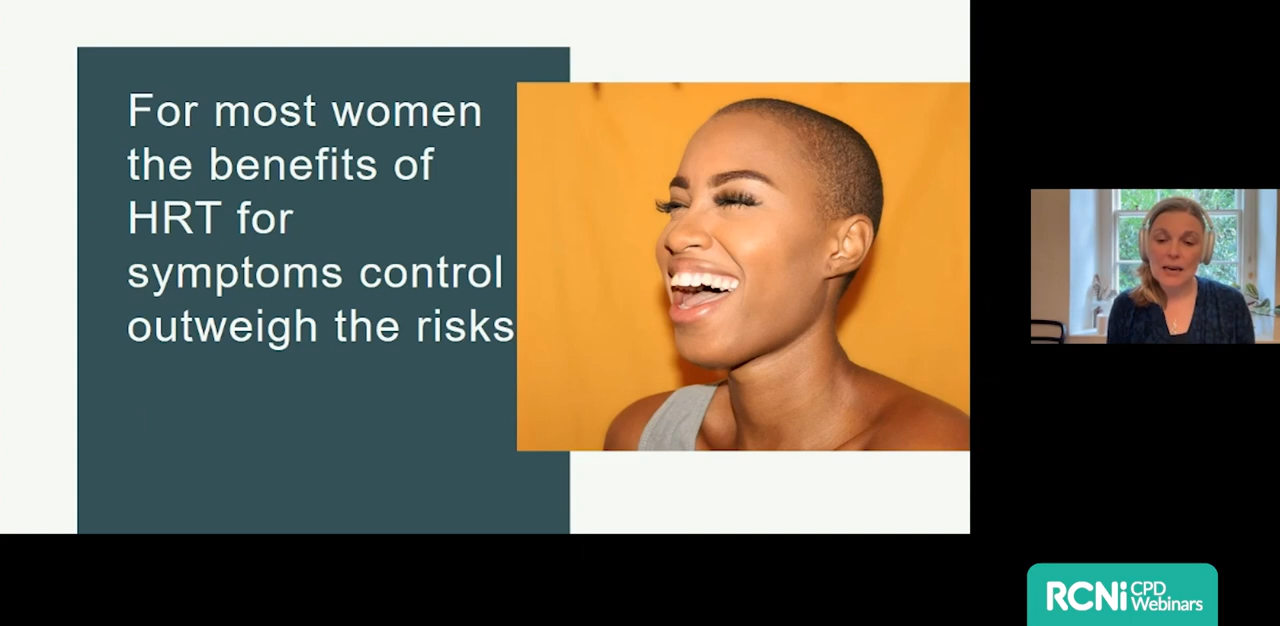 For most women
the benefits of
HRT for
symptoms control
outweigh the risks
RCNi CPD
Webinars